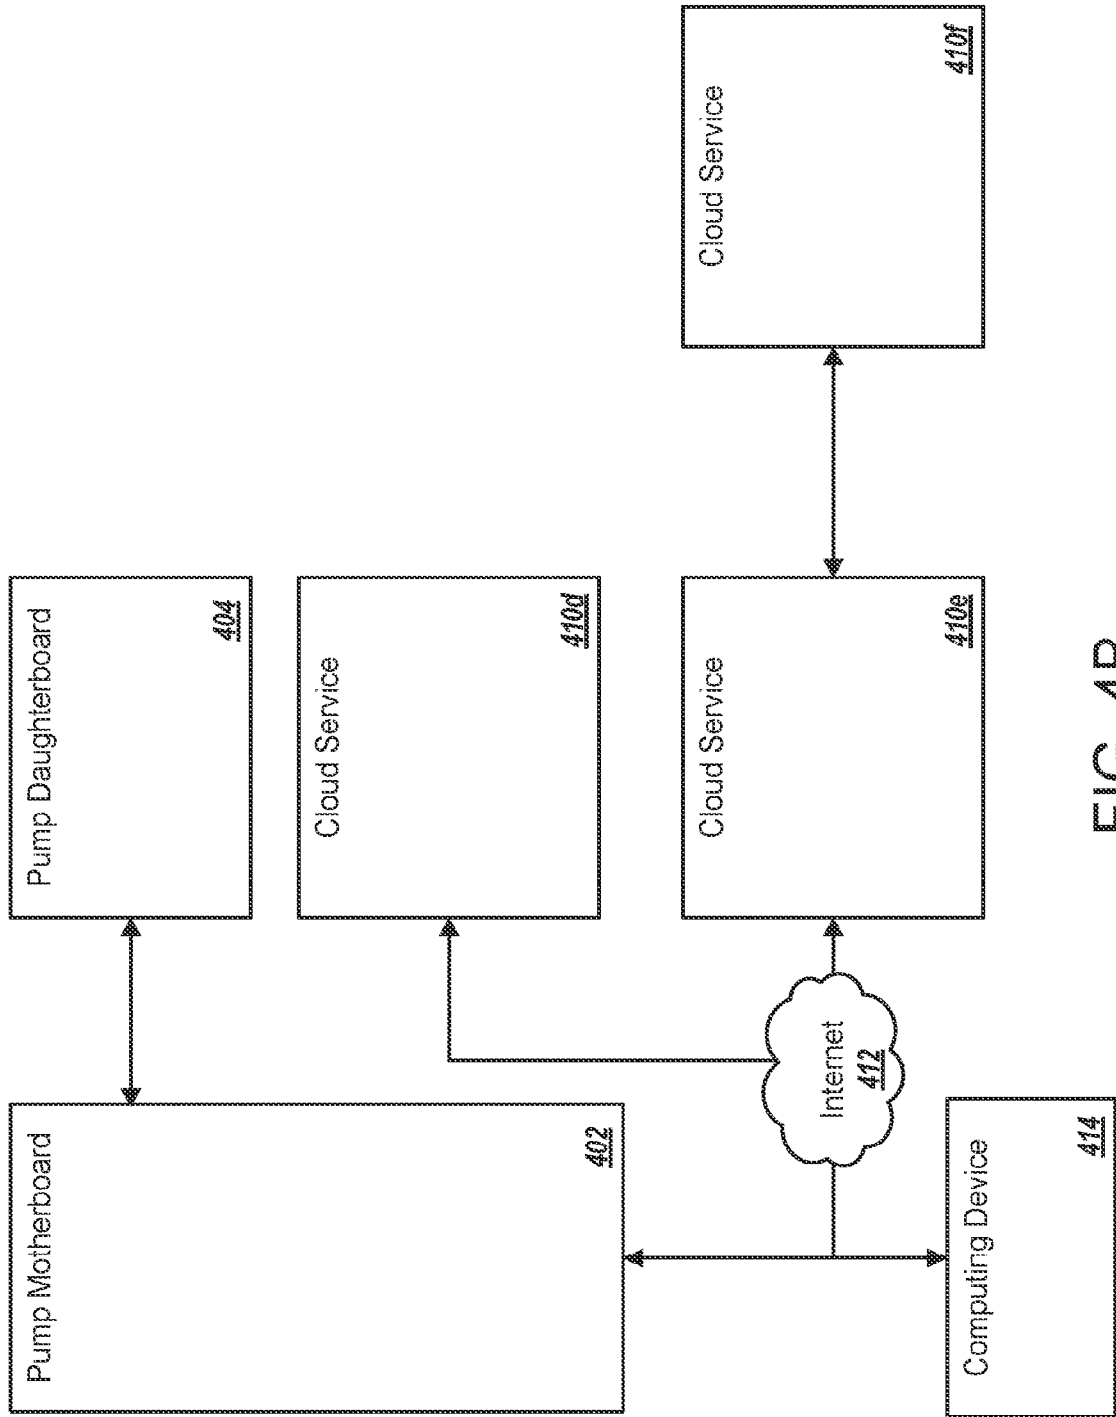 Pump Motherboard
402
Pump Daughterboard
404
Cloud Service
410d
Internet
412
Cloud Service
410e
Cloud Service
410f
Computing Device
414
FIG. 4B